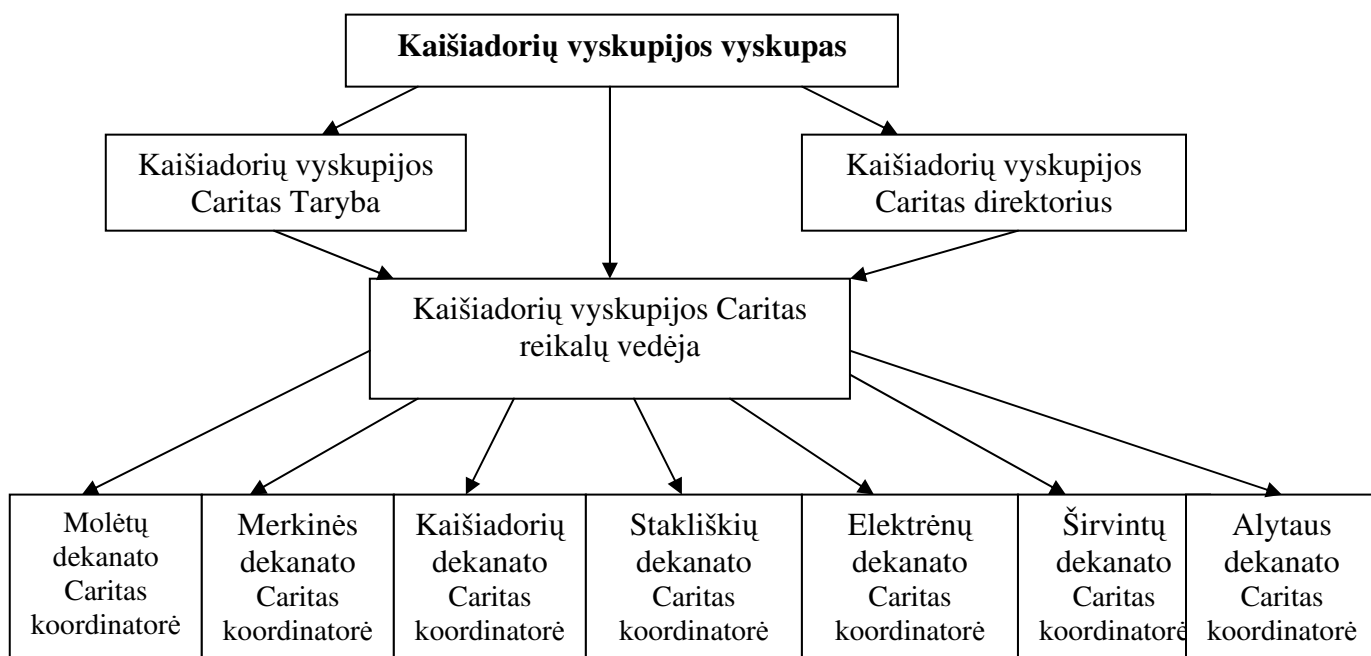 Kaišiadorių vyskupijos vyskupas
Kaišiadorių vyskupijos
Caritas Taryba
Kaišiadorių vyskupijos
Caritas direktorius
Kaišiadorių vyskupijos Caritas
reikalų vedėja
Molėtų
dekanato
Caritas
koordinatorė
Merkinės
dekanato
Caritas
koordinatorė
Kaišiadorių
dekanato
Caritas
koordinatorė
Stakliškių
dekanato
Caritas
koordinatorė
Elektrėnų
dekanato
Caritas
koordinatorė
Širvintų
dekanato
Caritas
koordinatorė
Alytaus
dekanato
Caritas
koordinatorė